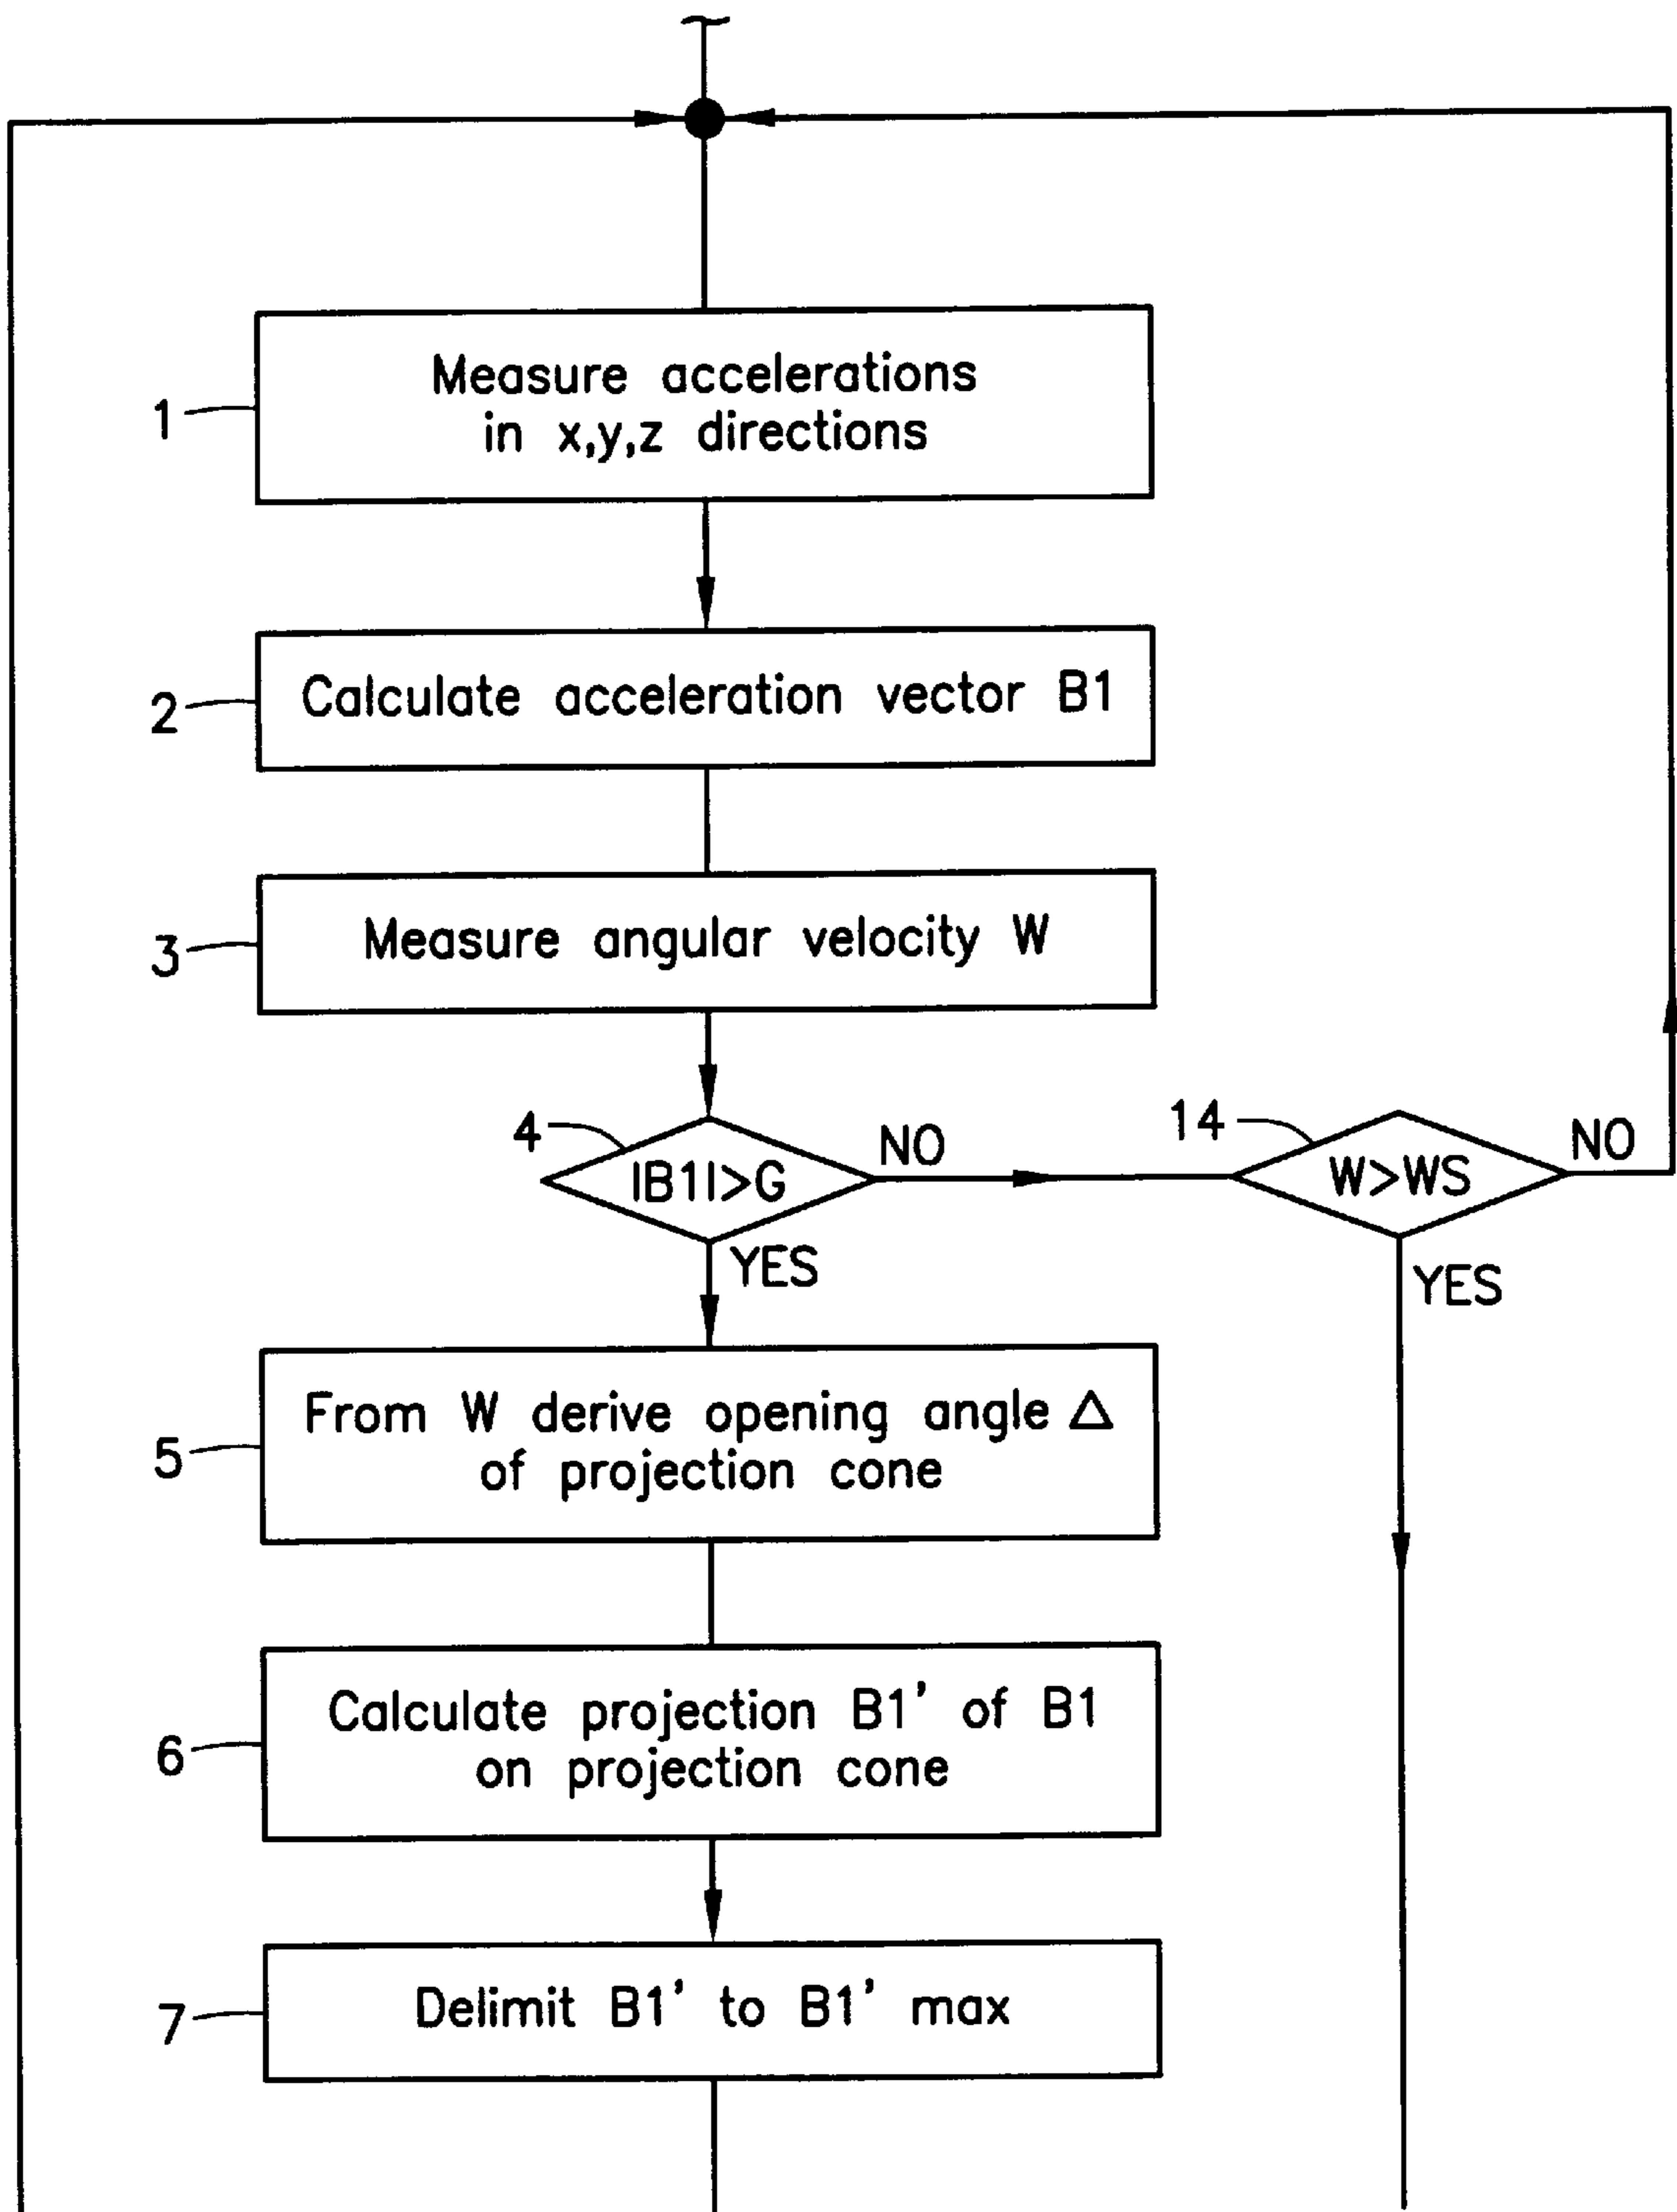 Measure accelerations
in x,y,z directions
1
Calculate acceleration vector B1
2
Measure angular velocity W
3
4
|B1|>G
NO
14
W>WS
NO
YES
YES
From W derive opening angle △
of projection cone
5
Calculate projection B1' of B1
on projection cone
6
Delimit B1' to B1' max
7